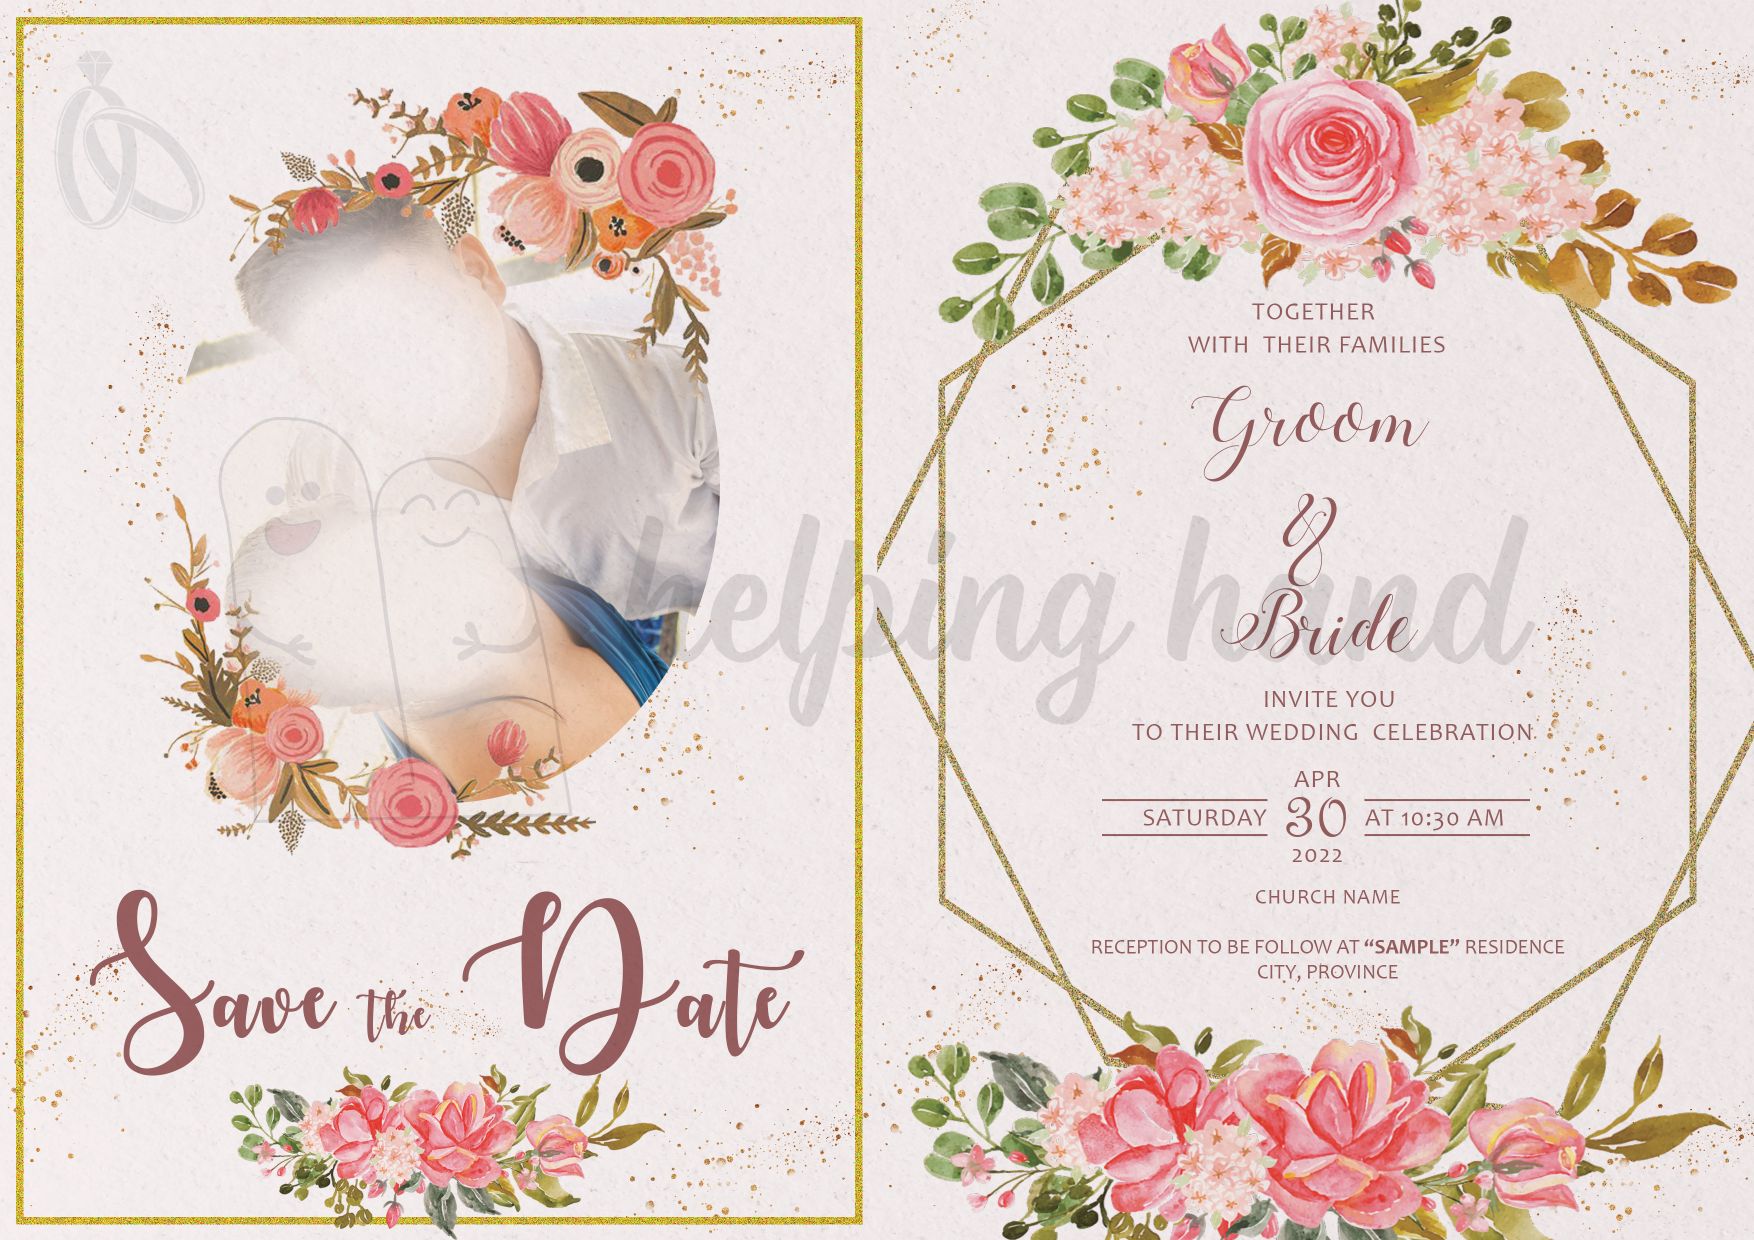 Save the Date
TOGETHER
WITH THEIR FAMILIES
Groom
&
Bride
INVITE YOU
TO THEIR WEDDING CELEBRATION
APR
SATURDAY 30 AT 10:30 AM
2022
CHURCH NAME
RECEPTION TO BE FOLLOW AT “SAMPLE” RESIDENCE
CITY, PROVINCE
helping hand